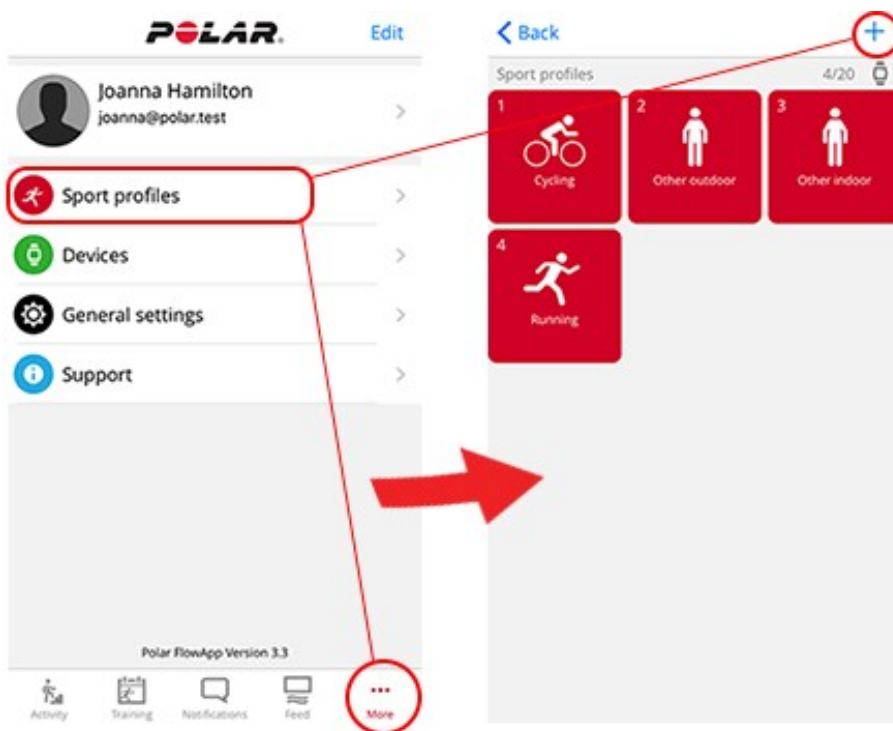 POLAR.
Edit
Joanna Hamilton
joanna@polar.test
Sport profiles
Devices
General settings
Support
Polar FlowApp Version 3.3
Activity
Training
Notifications
Feed
More
Back
+
Sport profiles
4/20
1
Cycling
2
Other outdoor
3
Other indoor
4
Running